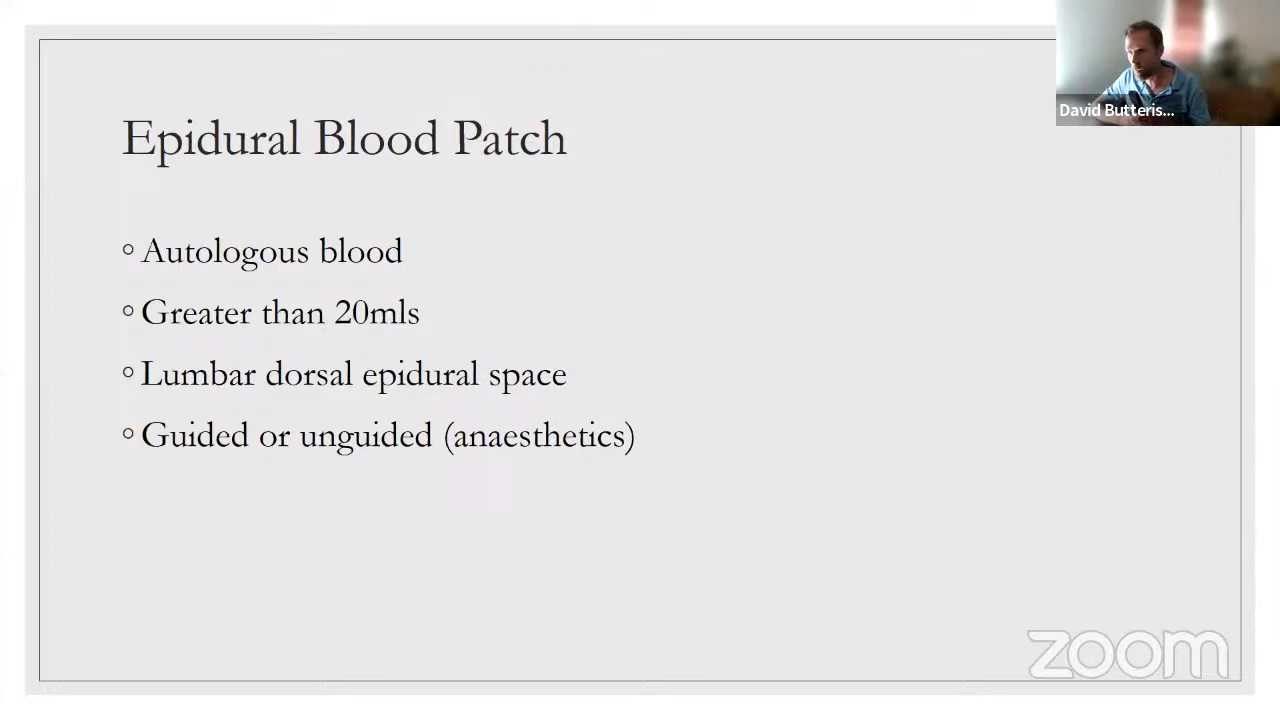 David Butteris...
Epidural Blood Patch
Autologous blood
Greater than 20mls
Lumbar dorsal epidural space
Guided or unguided (anaesthetics)
zoom